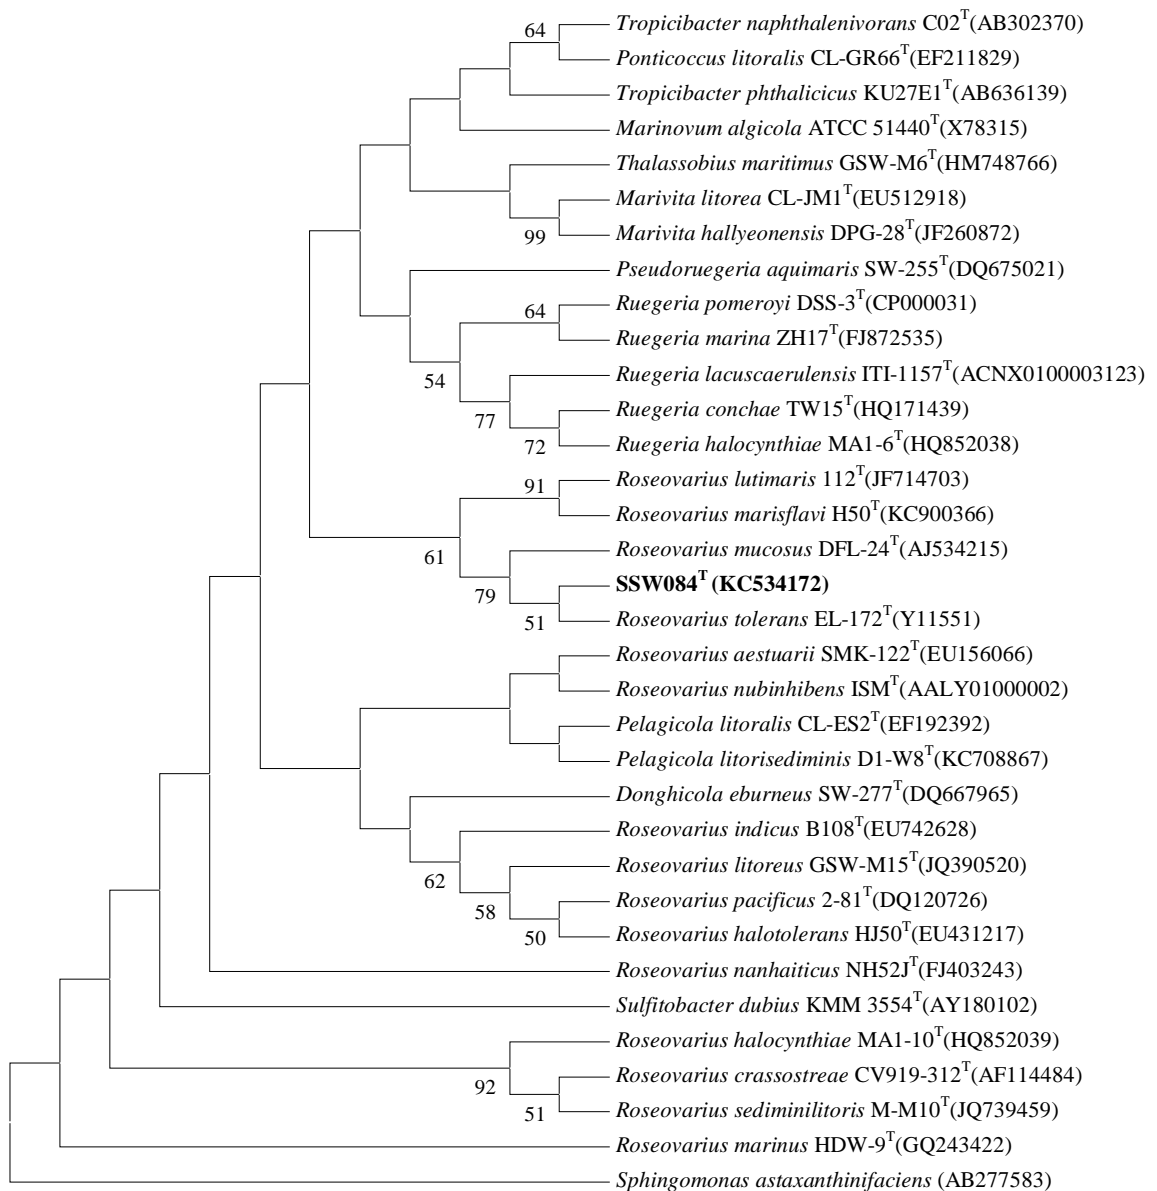 64
Tropicibacter naphthalenivorans C02T(AB302370)
Ponticoccus litoralis CL-GR66T(EF211829)
Tropicibacter phthalicicus KU27E1T(AB636139)
Marinovum algicola ATCC 51440T(X78315)
Thalassobius maritimus GSW-M6T(HM748766)
Marivita litorea CL-JM1T(EU512918)
99
Marivita hallyeonensis DPG-28T(JF260872)
Pseudoruegeria aquimaris SW-255T(DQ675021)
64
Ruegeria pomeroyi DSS-3T(CP000031)
Ruegeria marina ZH17T(FJ872535)
54
Ruegeria lacuscaerulensis ITI-1157T(ACNX0100003123)
77
Ruegeria conchae TW15T(HQ171439)
72
Ruegeria halocynthiae MA1-6T(HQ852038)
Roseovarius lutimaris 112T(JF714703)
91
Roseovarius marisflavi H50T(KC900366)
61
Roseovarius mucosus DFL-24T(AJ534215)
79
SSW084T (KC534172)
51
Roseovarius tolerans EL-172T(Y11551)
Roseovarius aestuarii SMK-122T(EU156066)
Roseovarius nubinhibens ISMT(AALY01000002)
Pelagicola litoralis CL-ES2T(EF192392)
Pelagicola litorisediminis D1-W8T(KC708867)
Donghicola eburneus SW-277T(DQ667965)
Roseovarius indicus B108T(EU742628)
62
Roseovarius litoreus GSW-M15T(JQ390520)
58
Roseovarius pacificus 2-81T(DQ120726)
50
Roseovarius halotolerans HJ50T(EU431217)
Roseovarius nanhaiticus NH52JT(FJ403243)
Sulfitobacter dubius KMM 3554T(AY180102)
Roseovarius halocynthiae MA1-10T(HQ852039)
92
Roseovarius crassostreae CV919-312T(AF114484)
51
Roseovarius sediminilitoris M-M10T(JQ739459)
Roseovarius marinus HDW-9T(GQ243422)
Sphingomonas astaxanthinifaciens (AB277583)